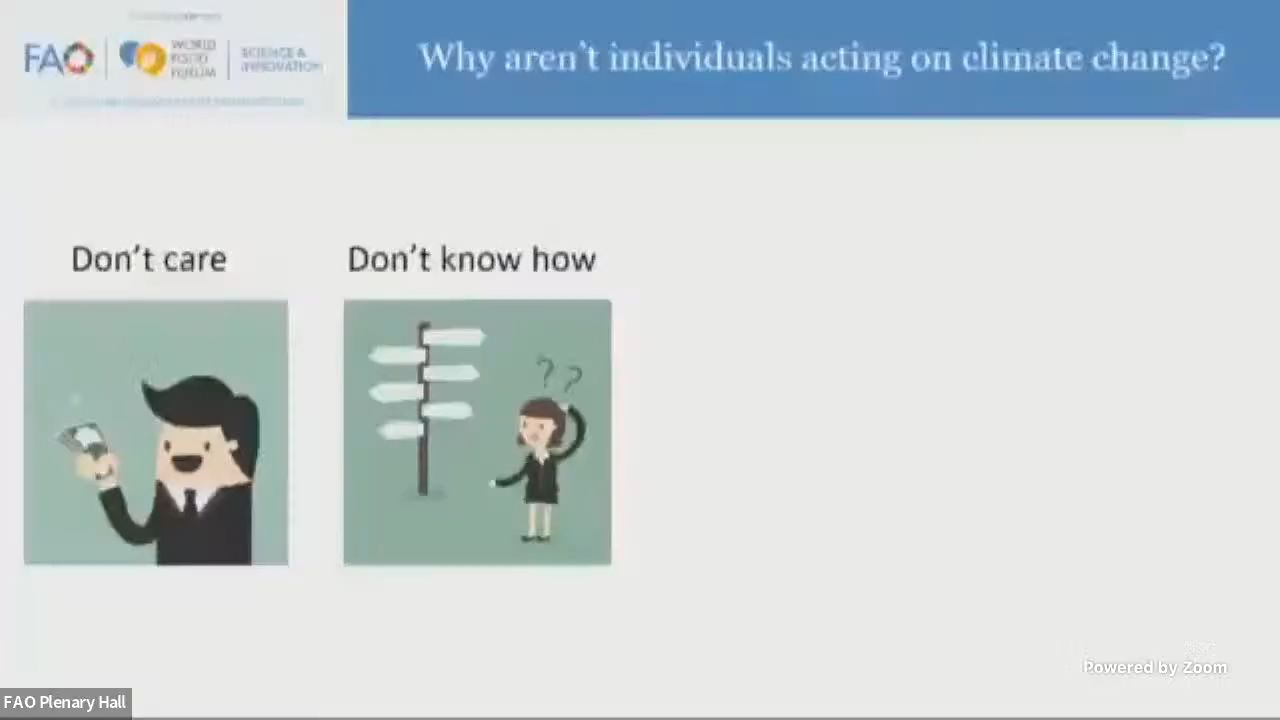 FAO
WORLD
FOOD
FORUM
SCIENCE &
INNOVATION
Why aren't individuals acting on climate change?
Don't care
Don't know how
? ?
Powered by Zoom
FAO Plenary Hall